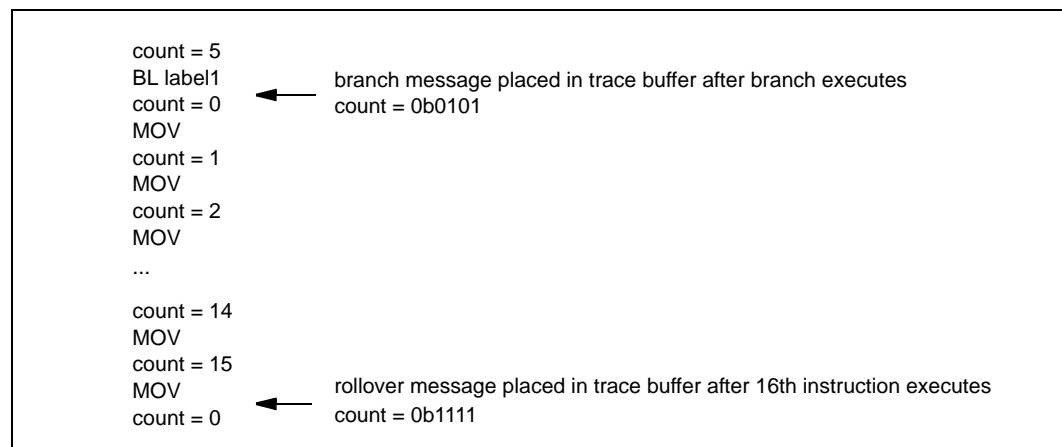 count = 5
BL label1
count = 0
MOV
count = 1
MOV
count = 2
MOV
...
count = 14
MOV
count = 15
MOV
count = 0
branch message placed in trace buffer after branch executes
count = 0b0101
rollover message placed in trace buffer after 16th instruction executes
count = 0b1111